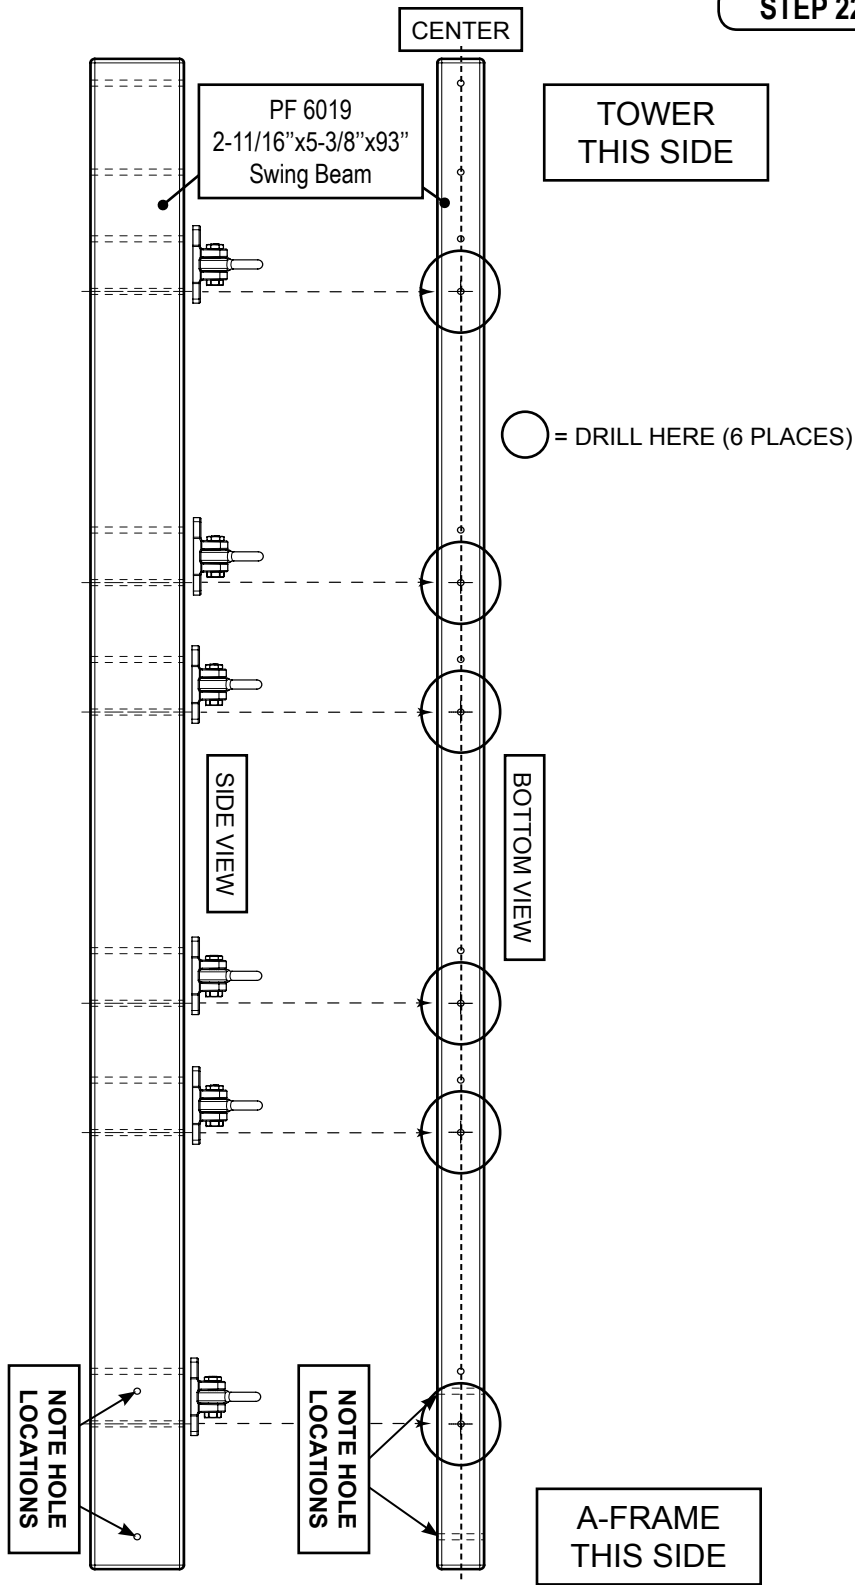 STEP 22
CENTER
PF 6019
2-11/16’’x5-3/8’’x93’’
Swing Beam
TOWER
THIS SIDE
= DRILL HERE (6 PLACES)
SIDE VIEW
BOTTOM VIEW
NOTE HOLE
LOCATIONS
NOTE HOLE
LOCATIONS
A-FRAME
THIS SIDE